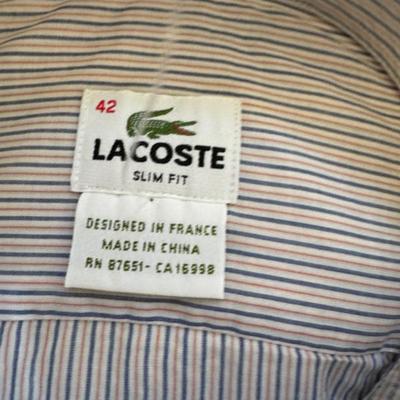 42
LACOSTE
SLIM FIT
DESIGNED IN FRANCE
MADE IN CHINA
RN 87651- CA16998